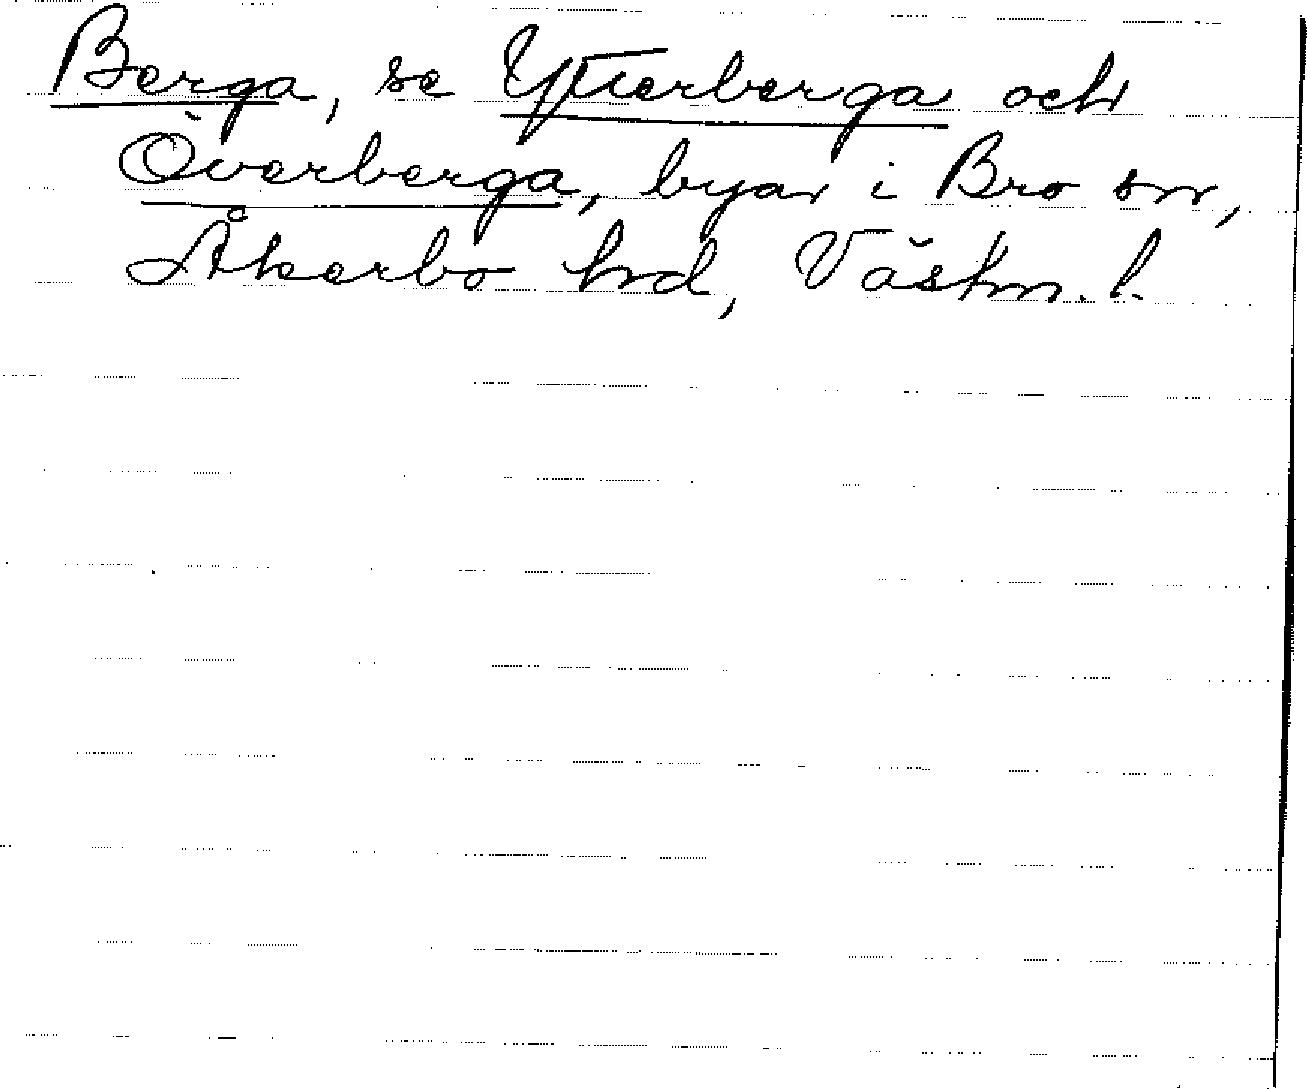 Berga, se Ytterberga och
Överberga, byar i Bro sn,
Åkerbo hd, Västm. l.